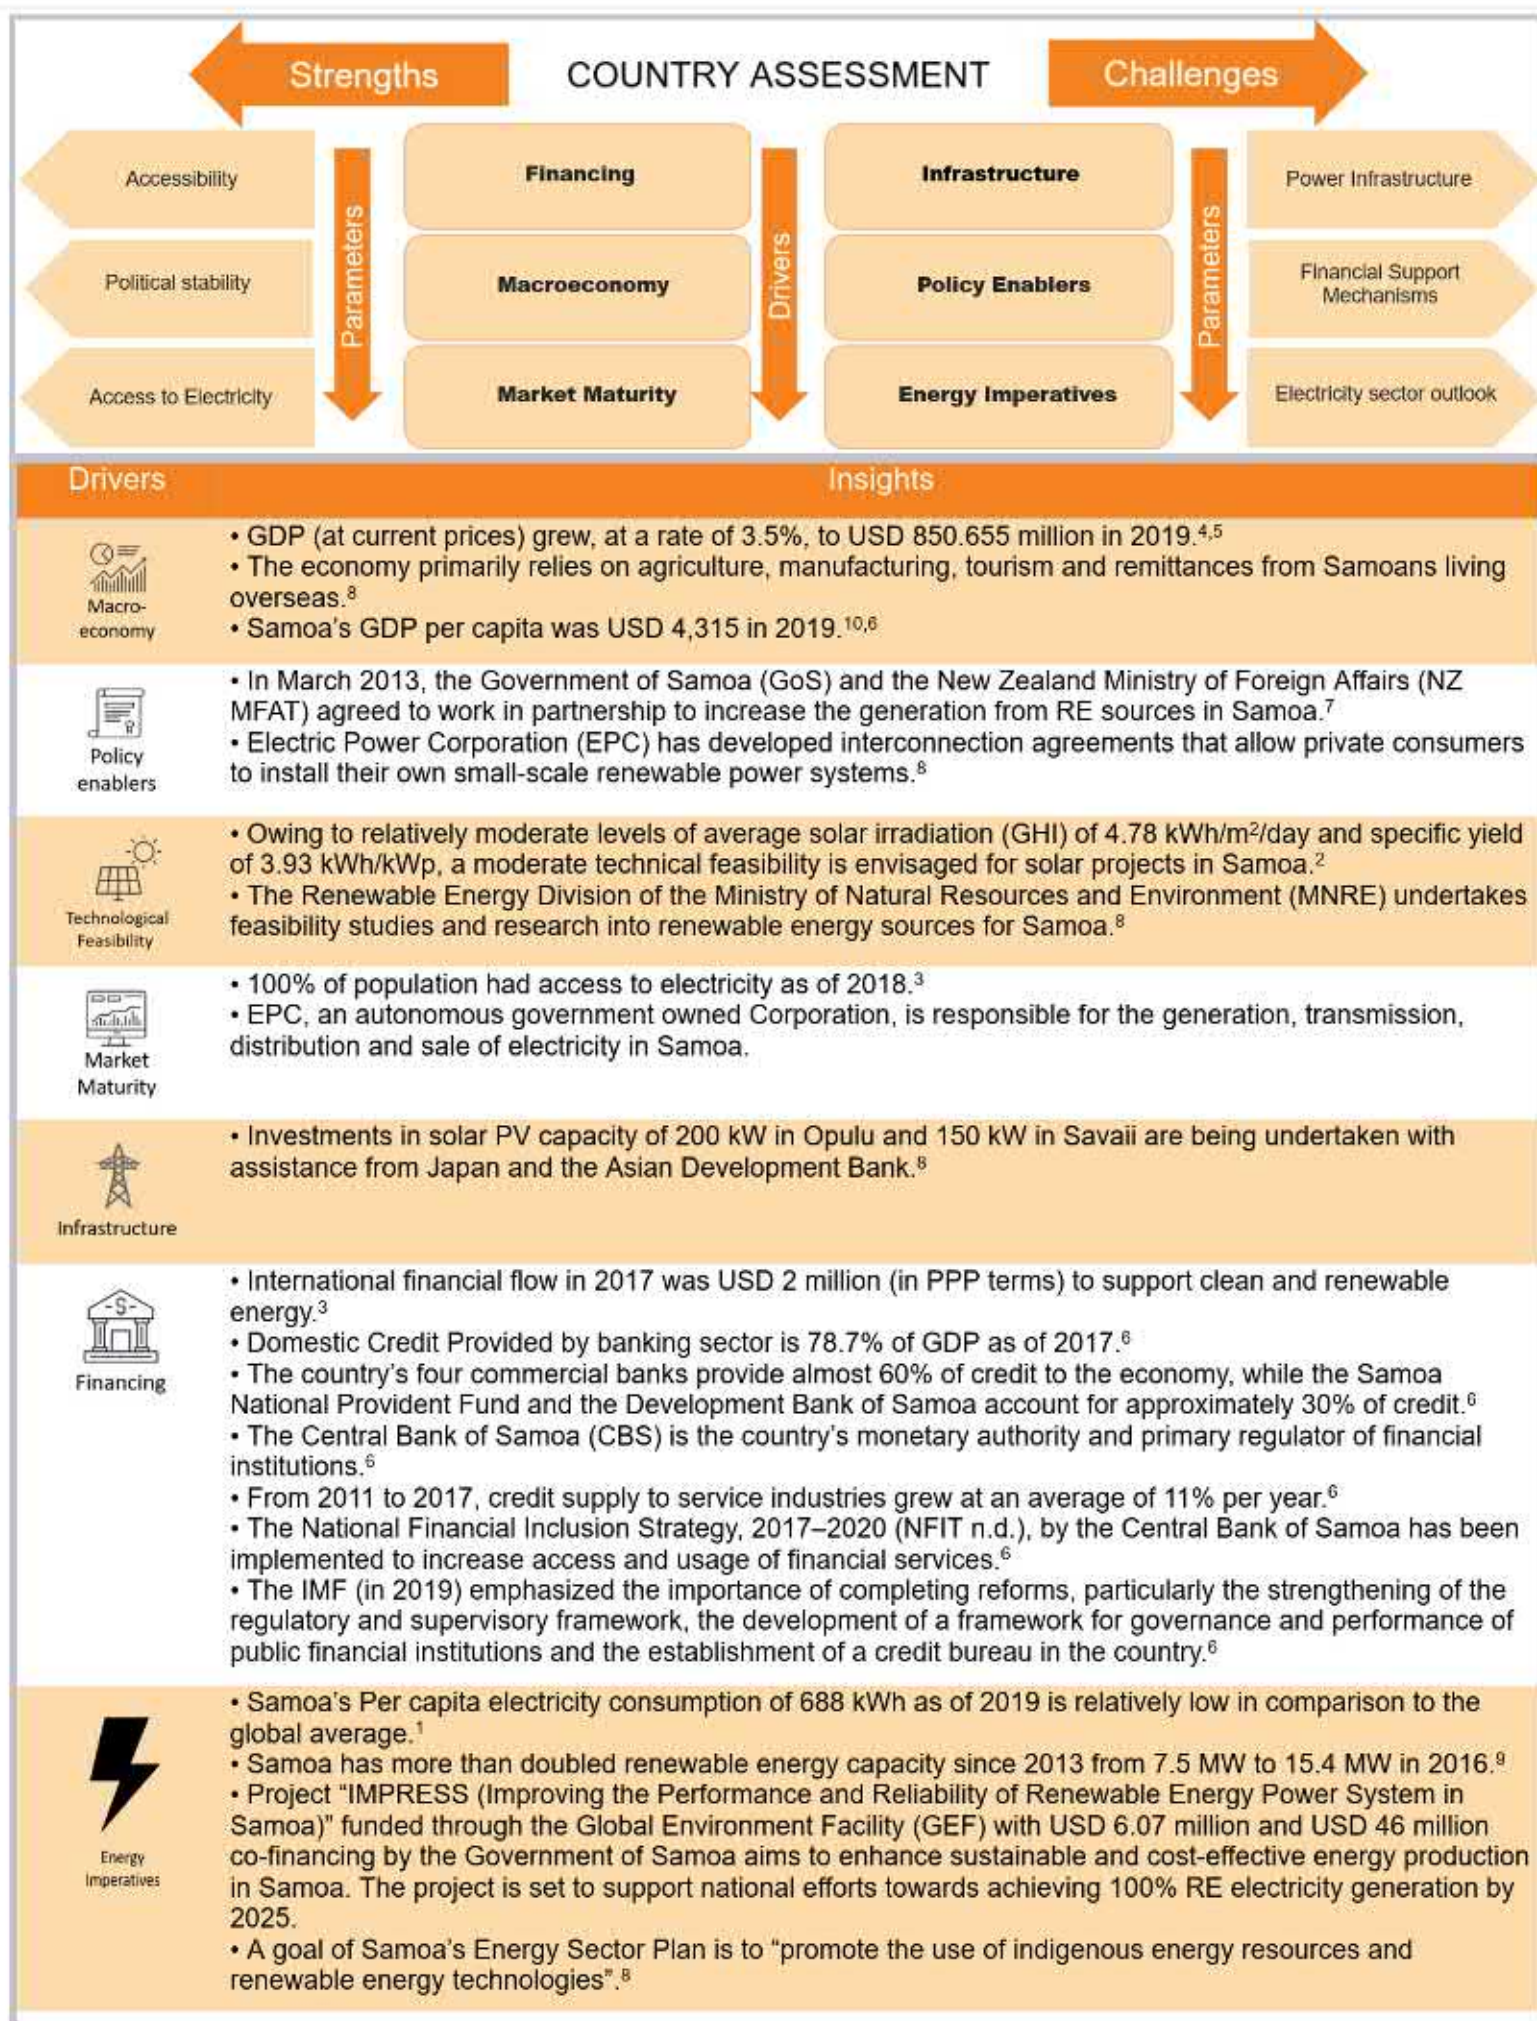 Strengths
COUNTRY ASSESSMENT
Challenges
Accessibility
Political stability
Access to Electricity
Parameters
Financing
Macroeconomy
Market Maturity
Drivers
Infrastructure
Policy Enablers
Energy Imperatives
Parameters
Power Infrastructure
Financial Support
Mechanisms
Electricity sector outlook
Drivers
Insights
Macro-
economy
• GDP (at current prices) grew, at a rate of 3.5%, to USD 850.655 million in 2019.4,5
• The economy primarily relies on agriculture, manufacturing, tourism and remittances from Samoans living
overseas.8
• Samoa's GDP per capita was USD 4,315 in 2019.10,6
Policy
enablers
• In March 2013, the Government of Samoa (GoS) and the New Zealand Ministry of Foreign Affairs (NZ
MFAT) agreed to work in partnership to increase the generation from RE sources in Samoa.7
• Electric Power Corporation (EPC) has developed interconnection agreements that allow private consumers
to install their own small-scale renewable power systems.8
Technological
Feasibility
• Owing to relatively moderate levels of average solar irradiation (GHI) of 4.78 kWh/m2/day and specific yield
of 3.93 kWh/kWp, a moderate technical feasibility is envisaged for solar projects in Samoa.2
• The Renewable Energy Division of the Ministry of Natural Resources and Environment (MNRE) undertakes
feasibility studies and research into renewable energy sources for Samoa.8
Market
Maturity
• 100% of population had access to electricity as of 2018.3
• EPC, an autonomous government owned Corporation, is responsible for the generation, transmission,
distribution and sale of electricity in Samoa.
Infrastructure
• Investments in solar PV capacity of 200 kW in Opulu and 150 kW in Savaii are being undertaken with
assistance from Japan and the Asian Development Bank.8
Financing
• International financial flow in 2017 was USD 2 million (in PPP terms) to support clean and renewable
energy.3
• Domestic Credit Provided by banking sector is 78.7% of GDP as of 2017.6
• The country's four commercial banks provide almost 60% of credit to the economy, while the Samoa
National Provident Fund and the Development Bank of Samoa account for approximately 30% of credit.6
• The Central Bank of Samoa (CBS) is the country's monetary authority and primary regulator of financial
institutions.6
• From 2011 to 2017, credit supply to service industries grew at an average of 11% per year.6
• The National Financial Inclusion Strategy, 2017–2020 (NFIT n.d.), by the Central Bank of Samoa has been
implemented to increase access and usage of financial services.6
• The IMF (in 2019) emphasized the importance of completing reforms, particularly the strengthening of the
regulatory and supervisory framework, the development of a framework for governance and performance of
public financial institutions and the establishment of a credit bureau in the country.6
Energy
Imperatives
• Samoa's Per capita electricity consumption of 688 kWh as of 2019 is relatively low in comparison to the
global average.1
• Samoa has more than doubled renewable energy capacity since 2013 from 7.5 MW to 15.4 MW in 2016.9
• Project “IMPRESS (Improving the Performance and Reliability of Renewable Energy Power System in
Samoa)” funded through the Global Environment Facility (GEF) with USD 6.07 million and USD 46 million
co-financing by the Government of Samoa aims to enhance sustainable and cost-effective energy production
in Samoa. The project is set to support national efforts towards achieving 100% RE electricity generation by
2025.
• A goal of Samoa's Energy Sector Plan is to “promote the use of indigenous energy resources and
renewable energy technologies”.8